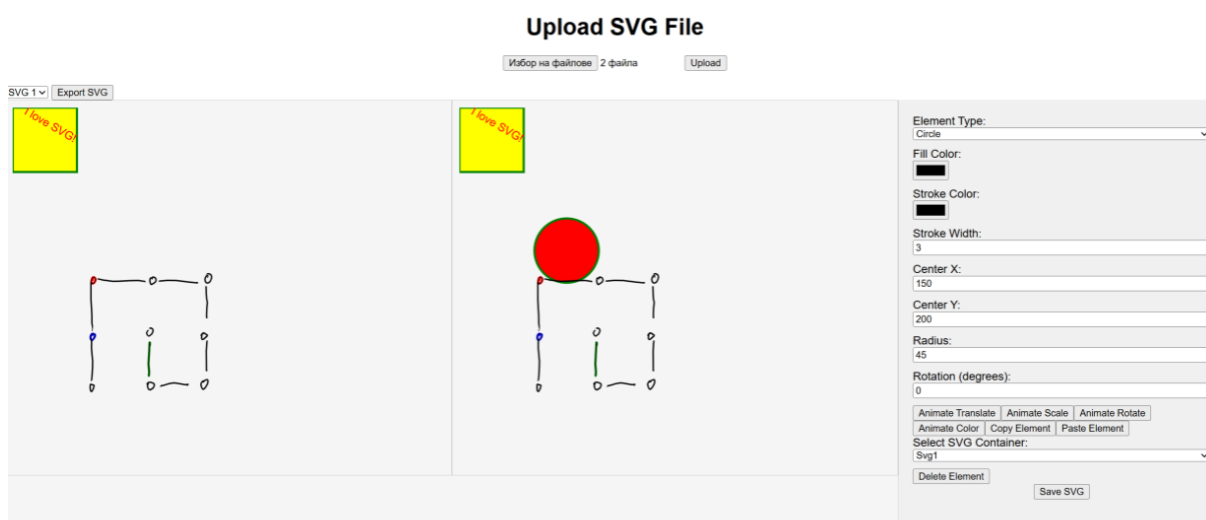 Upload SVG File
Избор на файлове 2 файла Upload
SVG 1 Export SVG
I love SVG!
I love SVG!
Element Type:
Circle
Fill Color:
Stroke Color:
Stroke Width:
3
Center X:
150
Center Y:
200
Radius:
45
Rotation (degrees):
0
Animate Translate Animate Scale Animate Rotate
Animate Color Copy Element Paste Element
Select SVG Container:
Svg1
Delete Element
Save SVG